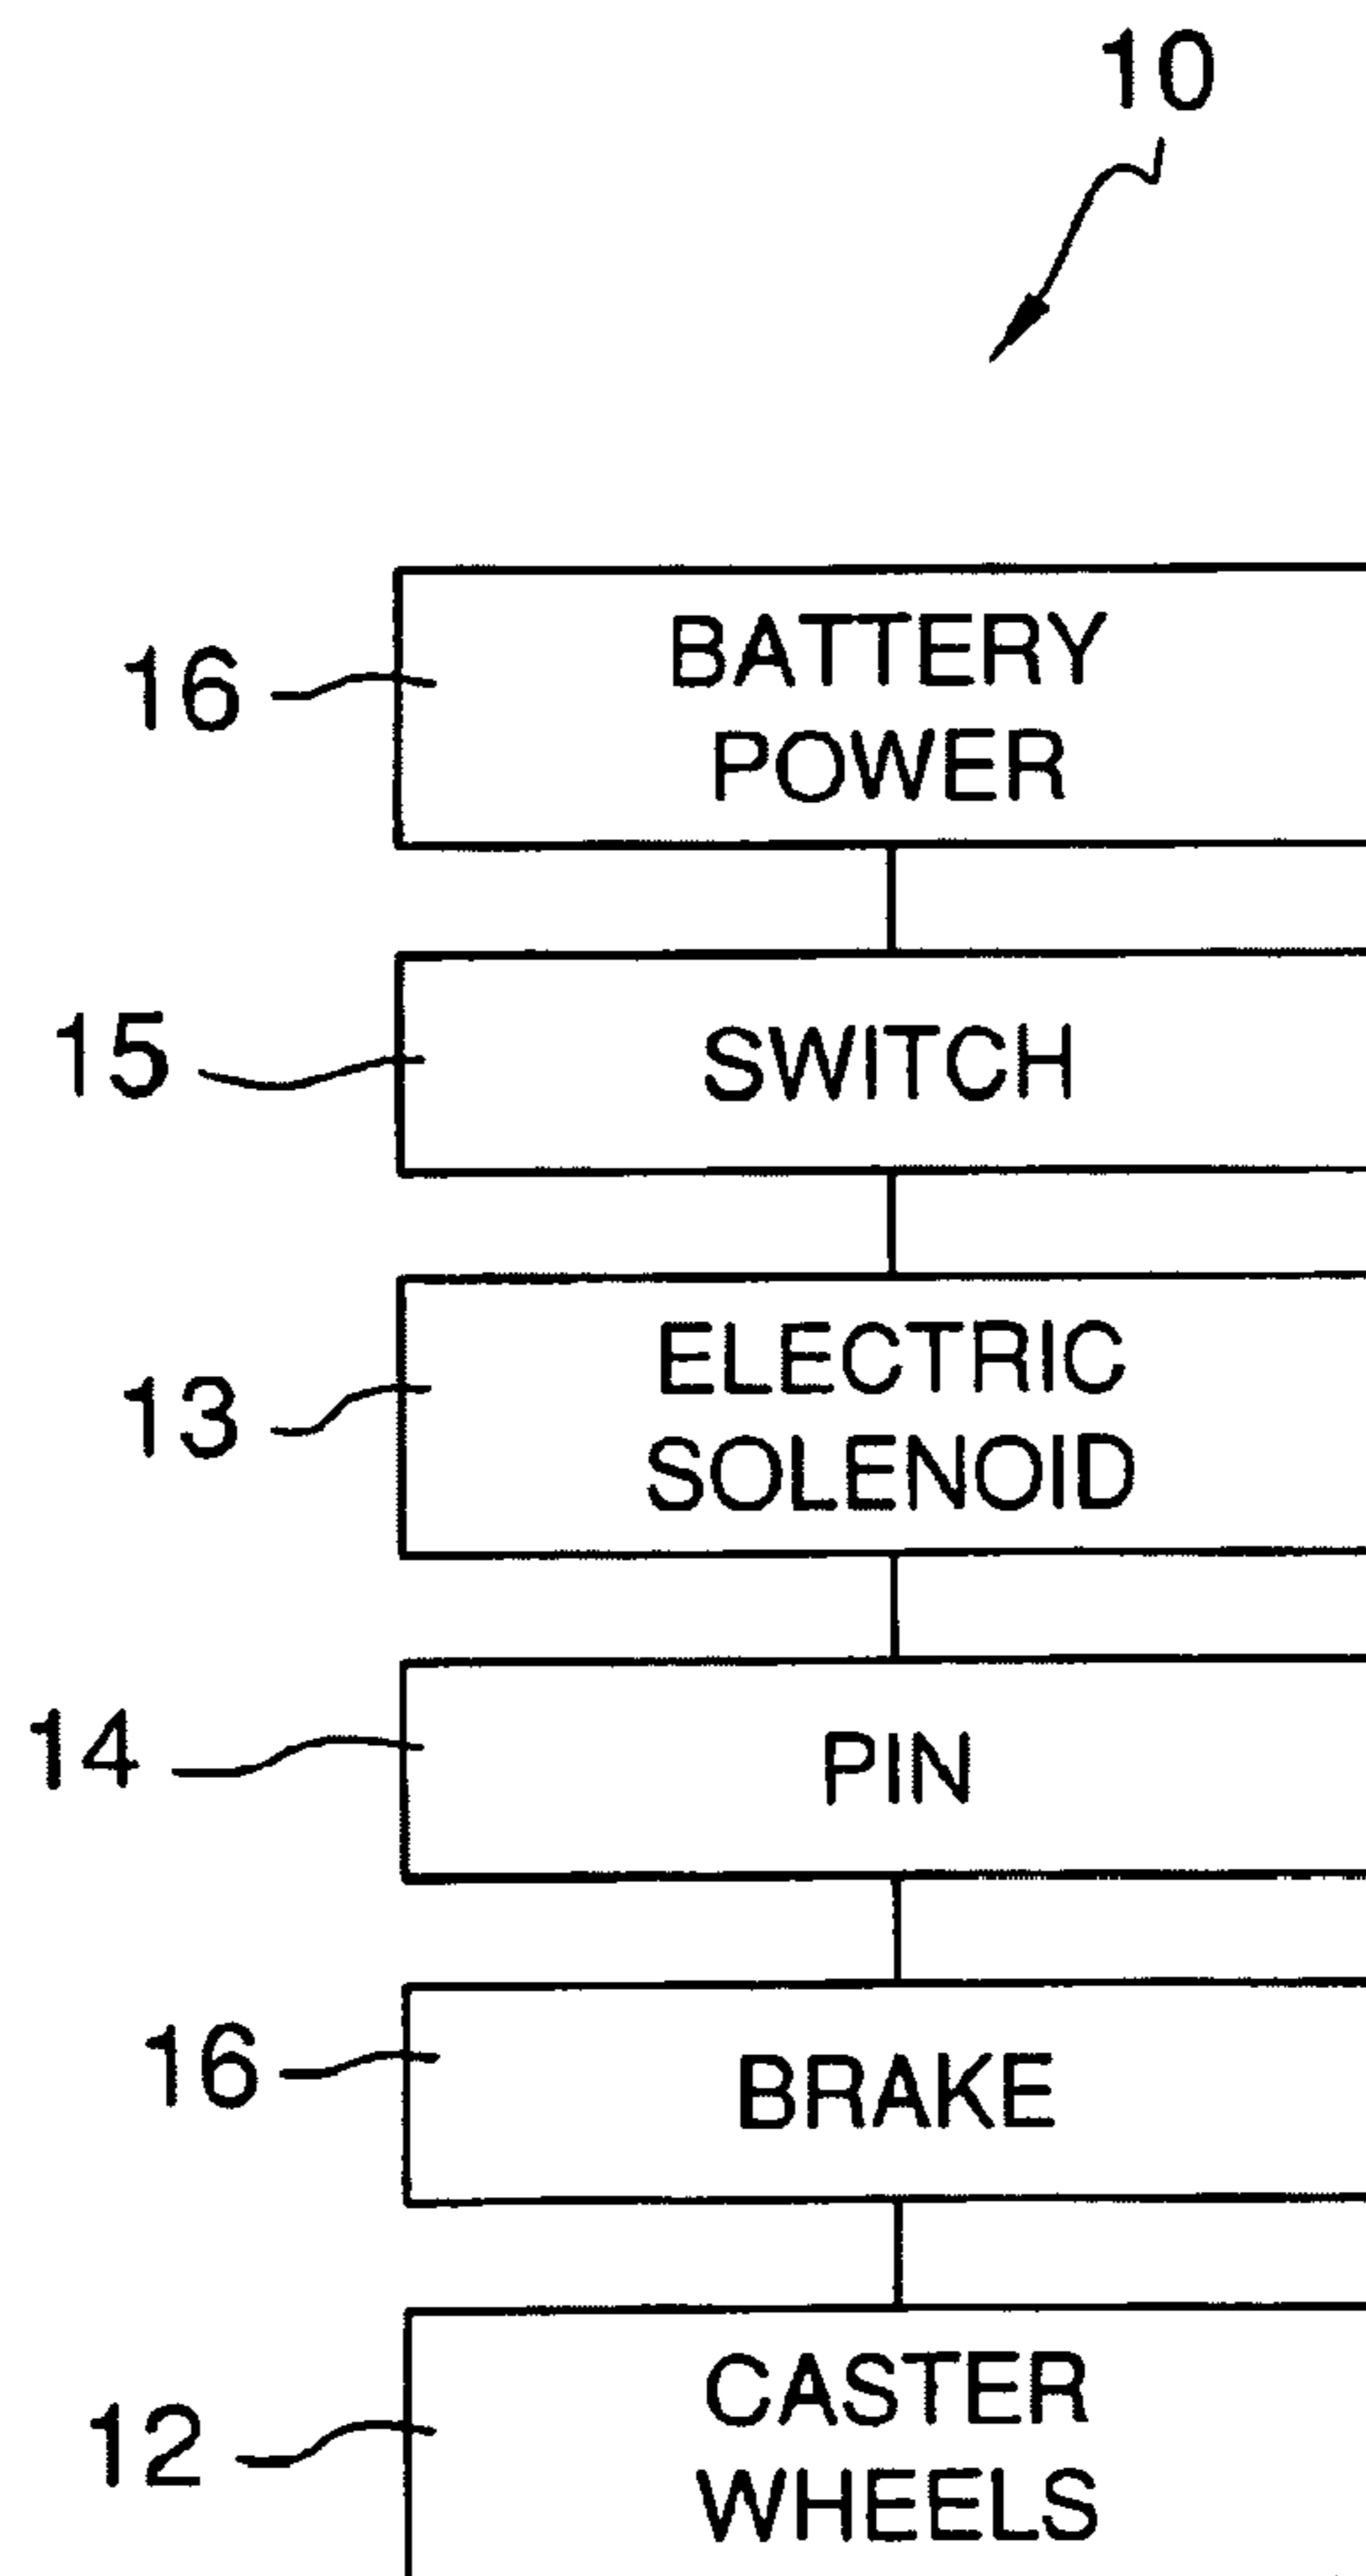 10
16
BATTERY
POWER
15
SWITCH
13
ELECTRIC
SOLENOID
14
PIN
16
BRAKE
12
CASTER
WHEELS